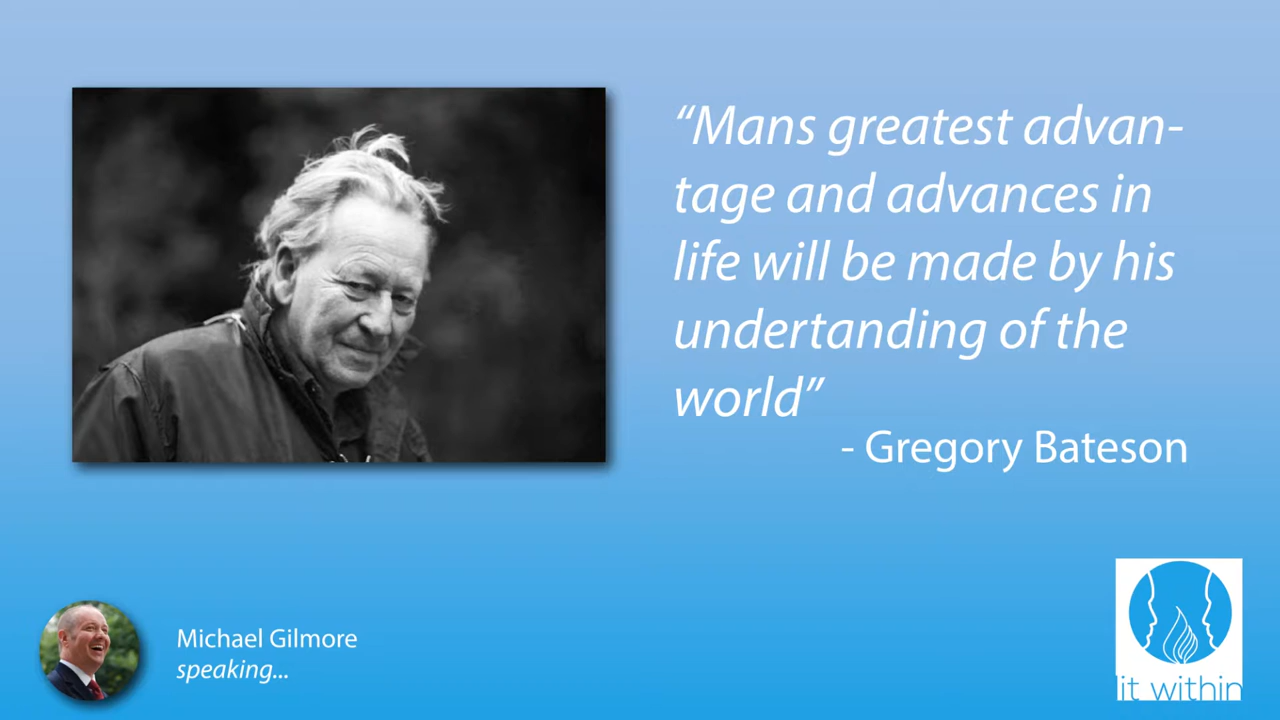 “Mans greatest advan-
tage and advances in
life will be made by his
undertanding of the
world”
- Gregory Bateson
Michael Gilmore
speaking...
lit within